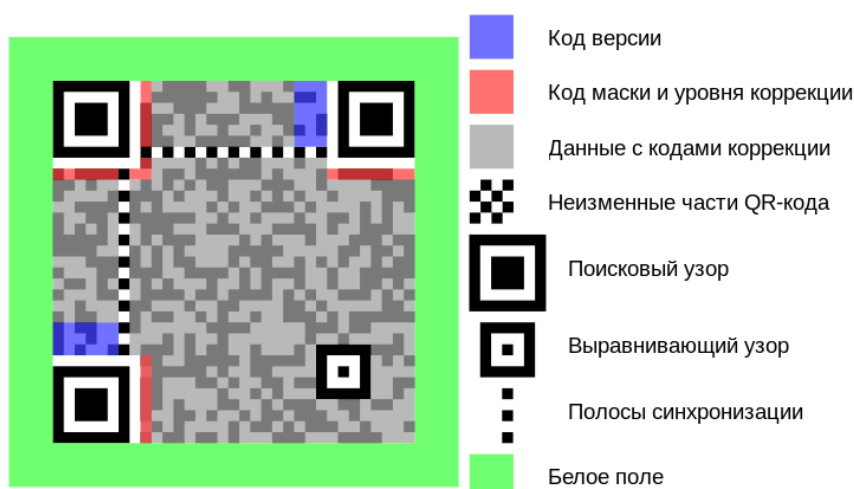 Код версии
Код маски и уровня коррекции
Данные с кодами коррекции
Неизменные части QR-кода
Поисковый узор
Выравнивающий узор
Полосы синхронизации
Белое поле